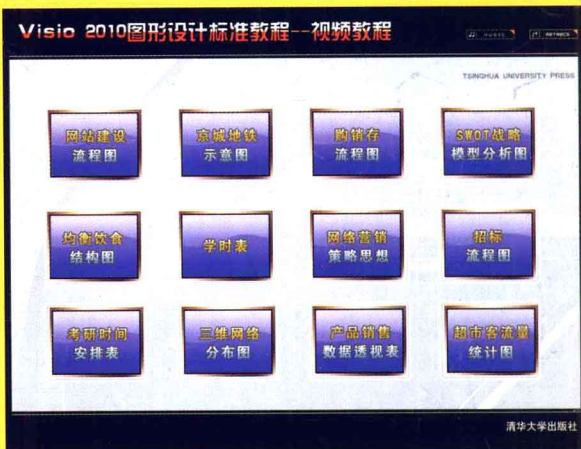 Visio 2010图形设计标准教程--视频教程
TSINGHUA UNIVERSITY PRESS
网站建设
流程图
京城地铁
示意图
购销存
流程图
SWOT战略
模型分析图
均衡饮食
结构图
学时表
网络营销
策略思想
招标
流程图
考研时间
安排表
三维网络
分布图
产品销售
数据透视表
超市客流量
统计图
清华大学出版社